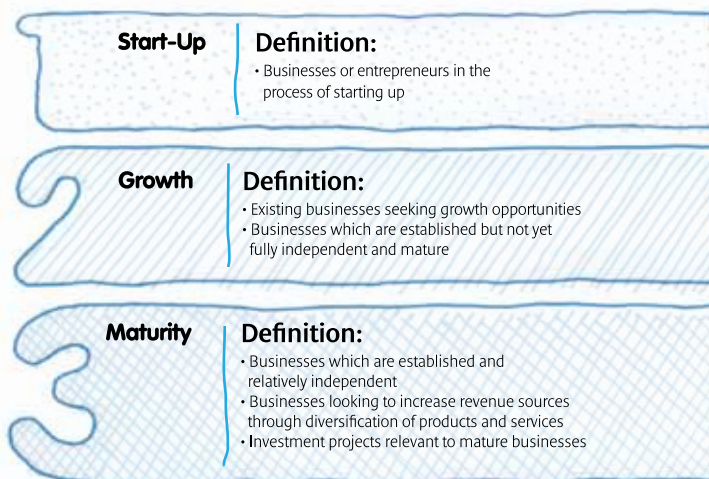 Start-Up
Definition:
• Businesses or entrepreneurs in the
process of starting up
2
Growth
Definition:
• Existing businesses seeking growth opportunities
• Businesses which are established but not yet
fully independent and mature
3
Maturity
Definition:
• Businesses which are established and
relatively independent
• Businesses looking to increase revenue sources
through diversification of products and services
• Investment projects relevant to mature businesses